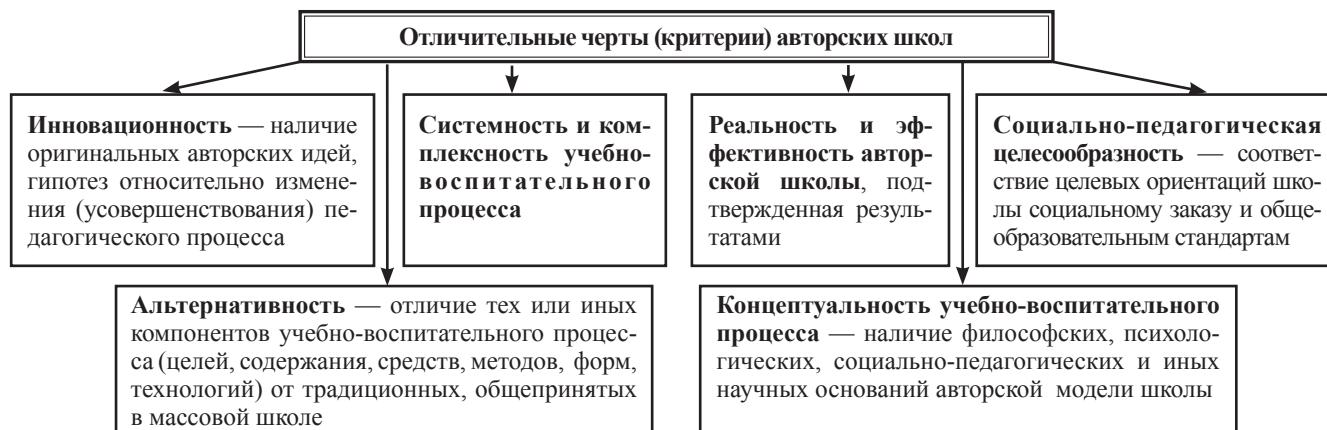 Отличительные черты (критерии) авторских школ
Инновационность — наличие
оригинальных авторских идей,
гипотез относительно измене-
ния (усовершенствования) пе-
дагогического процесса
Системность и ком-
плексность учебно-
воспитательного
процесса
Реальность и эф-
фективность автор-
ской школы, под-
твержденная резуль-
татами
Социально-педагогическая
целесообразность — соответ-
ствие целевых ориентаций шко-
лы социальному заказу и обще-
образовательным стандартам
Альтернативность — отличие тех или иных
компонентов учебно-воспитательного процес-
са (целей, содержания, средств, методов, форм,
технологий) от традиционных, общепринятых
в массовой школе
Концептуальность учебно-воспитательного
процесса — наличие философских, психоло-
гических, социально-педагогических и иных
научных оснований авторской модели школы